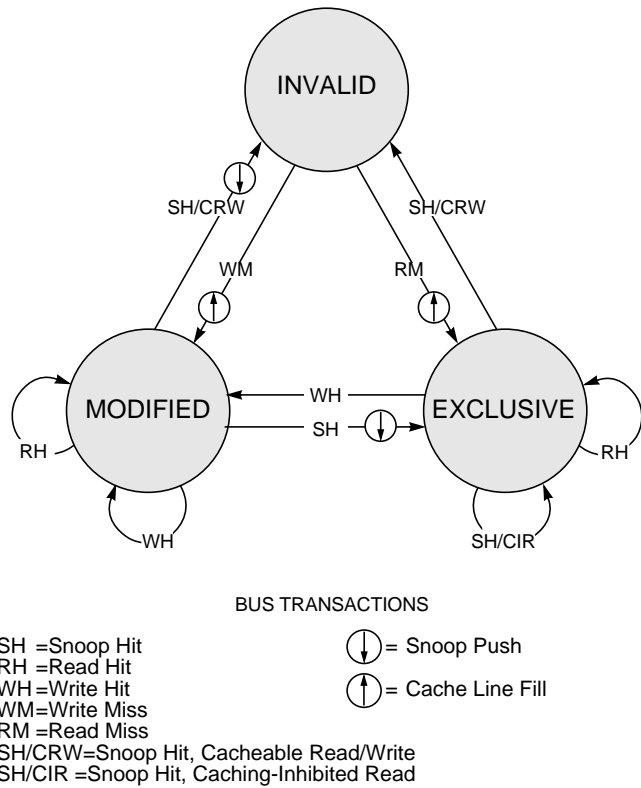 INVALID
SH/CRW
SH/CRW
WM
RM
MODIFIED
WH
EXCLUSIVE
SH
RH
RH
WH
SH/CIR
BUS TRANSACTIONS
SH =Snoop Hit
= Snoop Push
RH =Read Hit
WH=Write Hit
= Cache Line Fill
WM=Write Miss
RM =Read Miss
SH/CRW=Snoop Hit, Cacheable Read/Write
SH/CIR =Snoop Hit, Caching-Inhibited Read